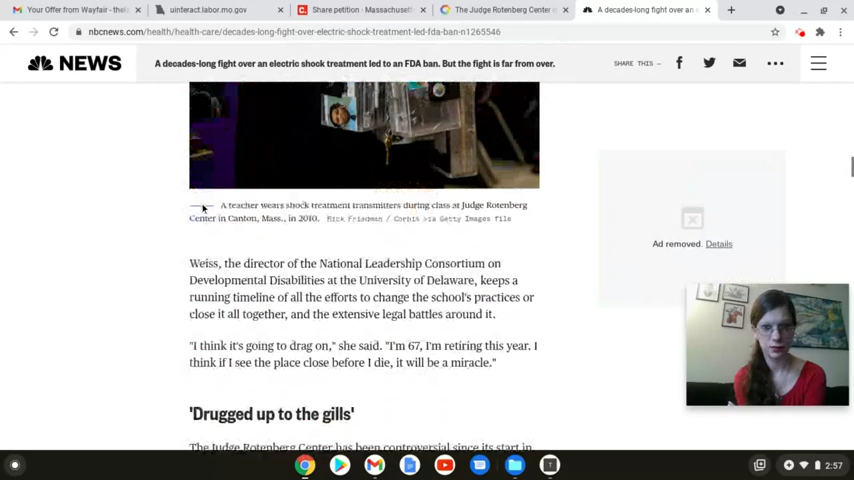 Your Offer from Wayfair - thela
uinteract.labor.mo.gov
Share petition · Massachusett
The Judge Rotenberg Center e
A decades-long fight over an e
nbcnews.com/health/health-care/decades-long-fight-over-electric-shock-treatment-led-fda-ban-n1265546
NEWS
A decades-long fight over an electric shock treatment led to an FDA ban. But the fight is far from over.
SHARE THIS —
A teacher wears shock treatment transmitters during class at Judge Rotenberg
Center in Canton, Mass., in 2010. Rick Friedman / Corbis via Getty Images file
Ad removed. Details
Weiss, the director of the National Leadership Consortium on
Developmental Disabilities at the University of Delaware, keeps a
running timeline of all the efforts to change the school's practices or
close it all together, and the extensive legal battles around it.
"I think it's going to drag on," she said. "I'm 67, I'm retiring this year. I
think if I see the place close before I die, it will be a miracle."
'Drugged up to the gills'
The Judge Rotenberg Center has been controversial since its start in
2:57